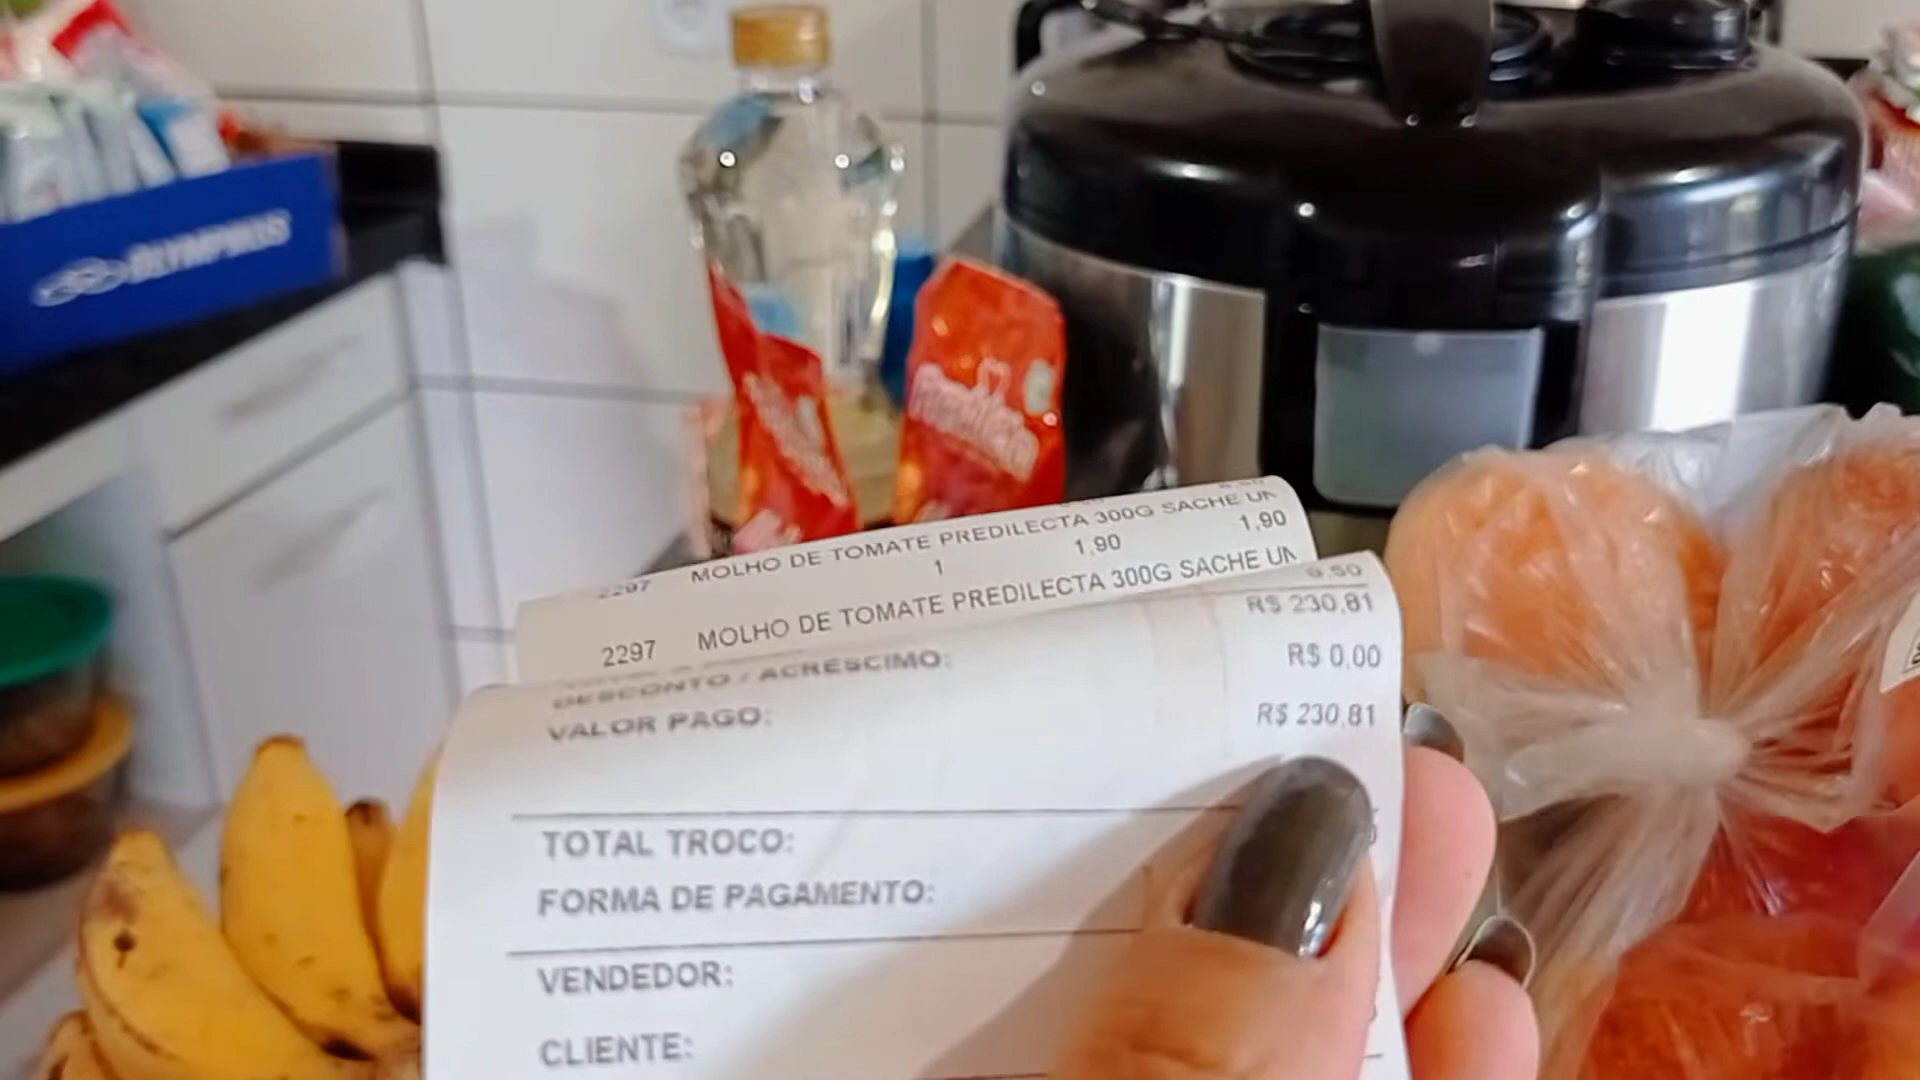 OLYMPIKUS
Predilecta
2297 MOLHO DE TOMATE PREDILECTA 300G SACHE UN
1 1,90 1,90
2297 MOLHO DE TOMATE PREDILECTA 300G SACHE UN
R$ 230,81
DESCONTO / ACRESCIMO: R$ 0,00
VALOR PAGO: R$ 230,81
TOTAL TROCO:
FORMA DE PAGAMENTO:
VENDEDOR:
CLIENTE: